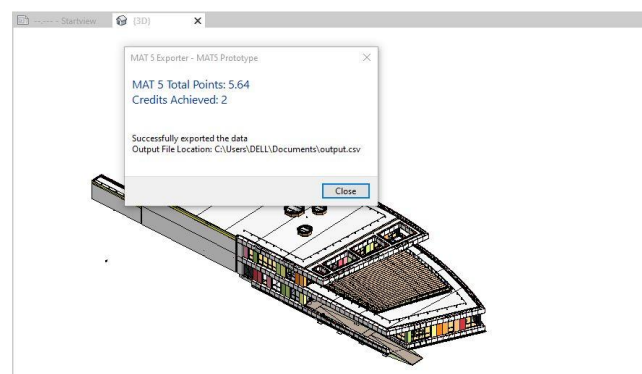 --.---- - Startview
(3D)
MAT 5 Exporter - MAT5 Prototype
MAT 5 Total Points: 5.64
Credits Achieved: 2
Successfully exported the data
Output File Location: C:\Users\DELL\Documents\output.csv
Close